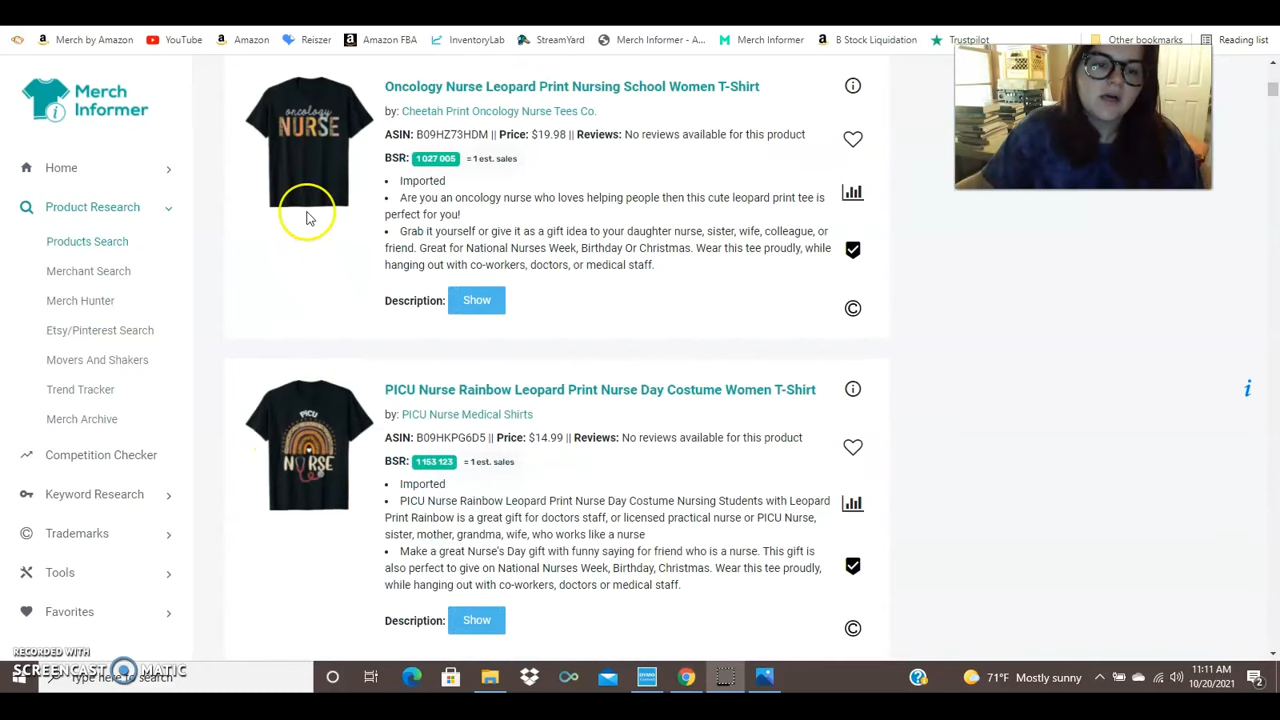 Merch by Amazon
YouTube
Amazon
Reiszer
Amazon FBA
InventoryLab
StreamYard
Merch Informer - A...
Merch Informer
B Stock Liquidation
Trustpilot
Other bookmarks
Reading list
Merch
Informer
Home
Product Research
Products Search
Merchant Search
Merch Hunter
Etsy/Pinterest Search
Movers And Shakers
Trend Tracker
Merch Archive
Competition Checker
Keyword Research
Trademarks
Tools
Favorites
oncology
NURSE
Oncology Nurse Leopard Print Nursing School Women T-Shirt
by: Cheetah Print Oncology Nurse Tees Co.
ASIN: B09HZ73HDM || Price: $19.98 || Reviews: No reviews available for this product
BSR: 1 027 005 = 1 est. sales
• Imported
• Are you an oncology nurse who loves helping people then this cute leopard print tee is
perfect for you!
• Grab it yourself or give it as a gift idea to your daughter nurse, sister, wife, colleague, or
friend. Great for National Nurses Week, Birthday Or Christmas. Wear this tee proudly, while
hanging out with co-workers, doctors, or medical staff.
Description: Show
PICU
NURSE
PICU Nurse Rainbow Leopard Print Nurse Day Costume Women T-Shirt
by: PICU Nurse Medical Shirts
ASIN: B09HKPG6D5 || Price: $14.99 || Reviews: No reviews available for this product
BSR: 1 153 123 = 1 est. sales
• Imported
• PICU Nurse Rainbow Leopard Print Nurse Day Costume Nursing Students with Leopard
Print Rainbow is a great gift for doctors staff, or licensed practical nurse or PICU Nurse,
sister, mother, grandma, wife, who works like a nurse
• Make a great Nurse's Day gift with funny saying for friend who is a nurse. This gift is
also perfect to give on National Nurses Week, Birthday, Christmas. Wear this tee proudly,
while hanging out with co-workers, doctors or medical staff.
Description: Show
RECORDED WITH
SCREENCAST MATIC
Type here to search
71°F Mostly sunny
11:11 AM
10/20/2021
2